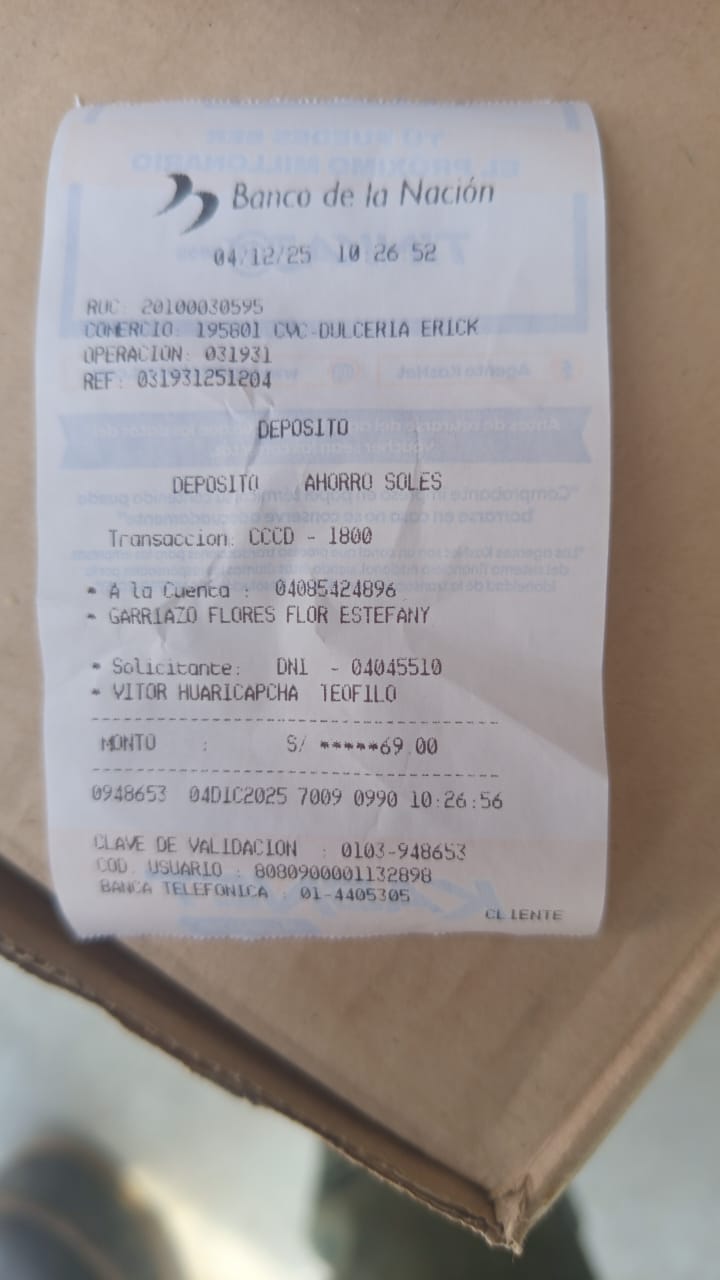 Banco de la Nación
04/12/25 10:26 52
RUC: 20100030595
COMERCIO: 195801 CVC-DULCERIA ERICK
OPERACION: 031931
REF: 031931251204
DEPOSITO
DEPOSITO AHORRO SOLES
Transaccion: CCCD - 1800
* A la Cuenta : 04085424896
* GARRIAZO FLORES FLOR ESTEFANY
* Solicitante: DNI - 04045510
* VITOR HUARICAPCHA TEOFILO
MONTO : S/ *****69.00
0948653 04DIC2025 7009 0990 10:26:56
CLAVE DE VALIDACION : 0103-948653
COD. USUARIO : 8080900001132898
BANCA TELEFONICA : 01-4405305
CLIENTE